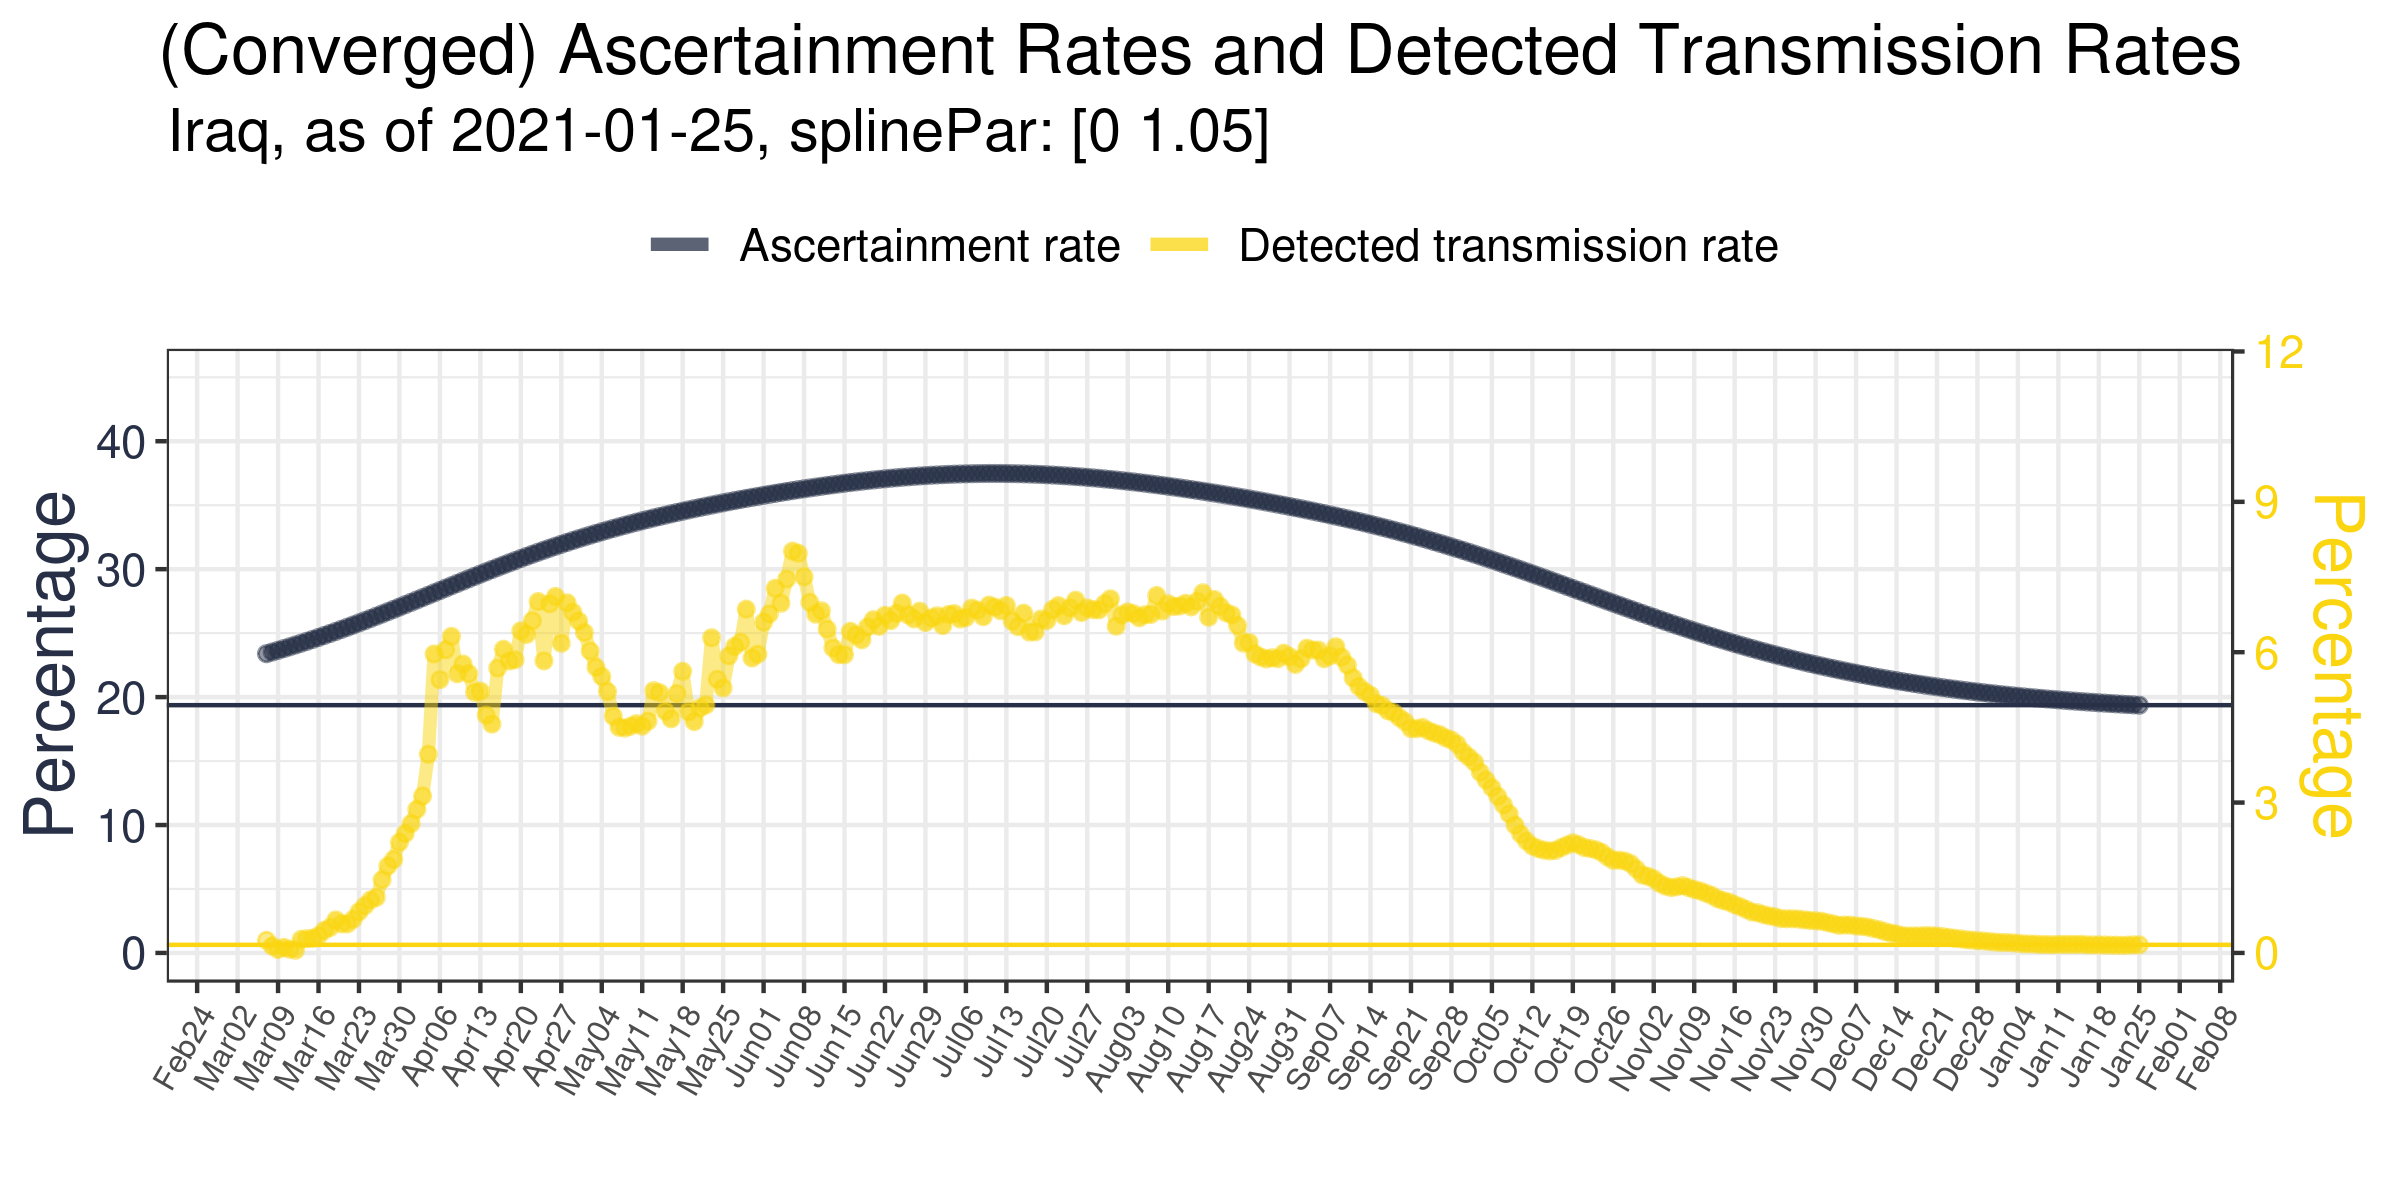 (Converged) Ascertainment Rates and Detected Transmission Rates
Iraq, as of 2021-01-25, splinePar: [0 1.05]
Ascertainment rate
Detected transmission rate
Percentage
40
30
20
10
0
12
9
6
3
0
Percentage
Feb24
Mar02
Mar09
Mar16
Mar23
Mar30
Apr06
Apr13
Apr20
Apr27
May04
May11
May18
May25
Jun01
Jun08
Jun15
Jun22
Jun29
Jul06
Jul13
Jul20
Jul27
Aug03
Aug10
Aug17
Aug24
Aug31
Sep07
Sep14
Sep21
Sep28
Oct05
Oct12
Oct19
Oct26
Nov02
Nov09
Nov16
Nov23
Nov30
Dec07
Dec14
Dec21
Dec28
Jan04
Jan11
Jan18
Jan25
Feb01
Feb08